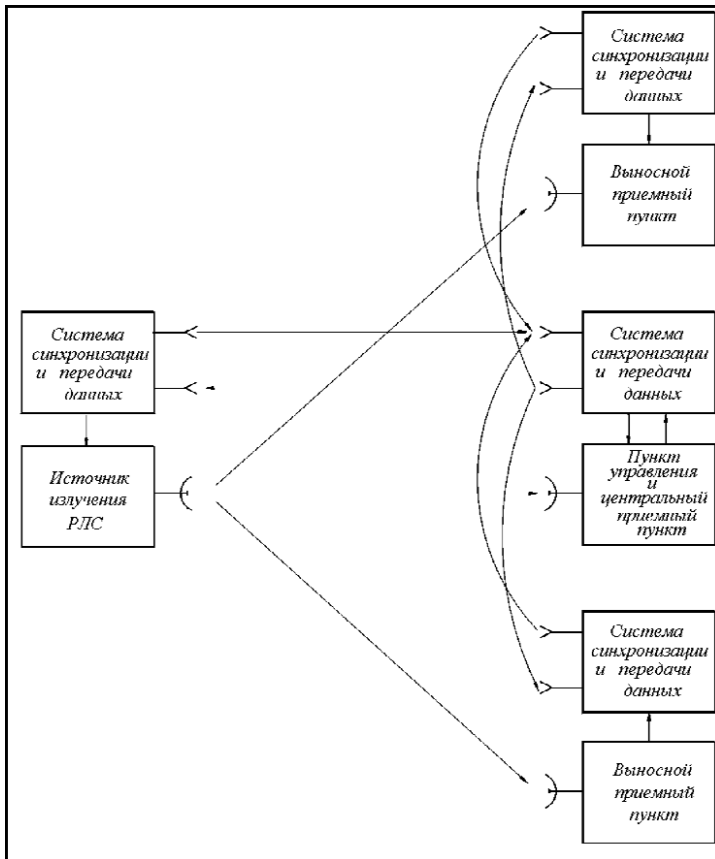 Система
синхронизации
и передачи
данных
Выносной
приемный
пункт
Система
синхронизации
и передачи
данных
Источник
излучения
РЛС
Система
синхронизации
и передачи
данных
Пункт
управления
и
центральный
приемный
пункт
Система
синхронизации
и передачи
данных
Выносной
приемный
пункт